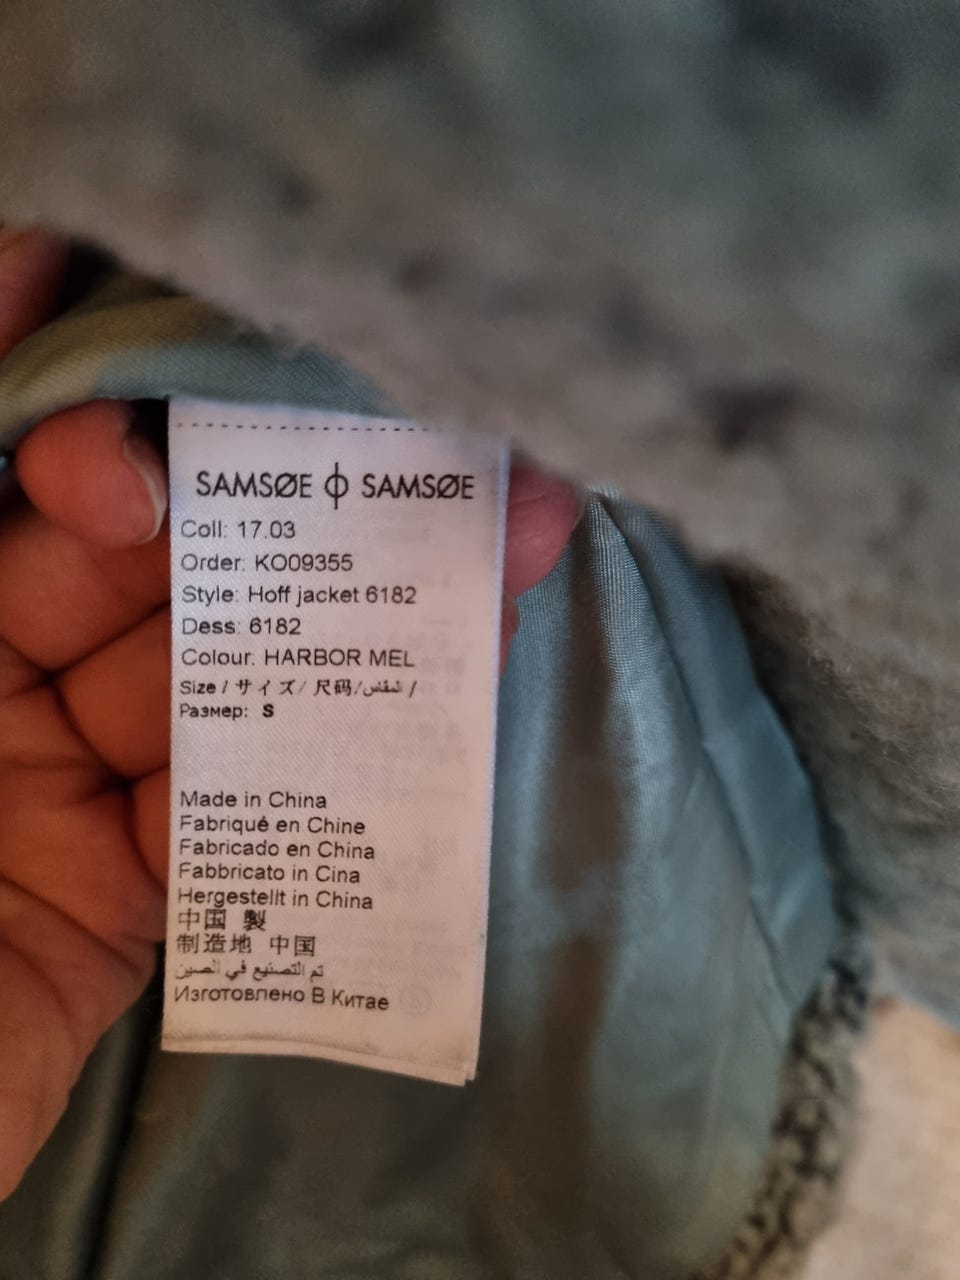 SAMSØE ɸ SAMSØE
Coll: 17.03
Order: KO09355
Style: Hoff jacket 6182
Dess: 6182
Colour: HARBOR MEL
Size / サイズ/ 尺码/المقاس /
Размер: S
Made in China
Fabriqué en Chine
Fabricado en China
Fabbricato in Cina
Hergestellt in China
中国 製
制造地 中国
تم التصنيع في الصين
Изготовлено В Китае